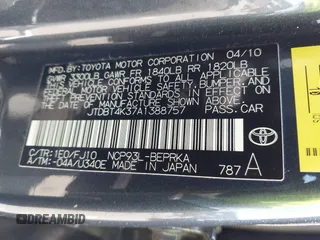 MFD.BY:TOYOTA MOTOR CORPORATION 04/10
GVWR 3300LB GAWR FR 1840LB RR 1820LB
THIS VEHICLE CONFORMS TO ALL APPLICABLE
FEDERAL MOTOR VEHICLE SAFETY, BUMPER, AND
THEFT PREVENTION STANDARDS IN EFFECT ON
THE DATE OF MANUFACTURE SHOWN ABOVE.
JTDBT4K37A1388757 PASS.CAR
C/TR:1E0/FJ10 NCP93L-BEPRKA
A/TM:-04A/U340E MADE IN JAPAN 787A